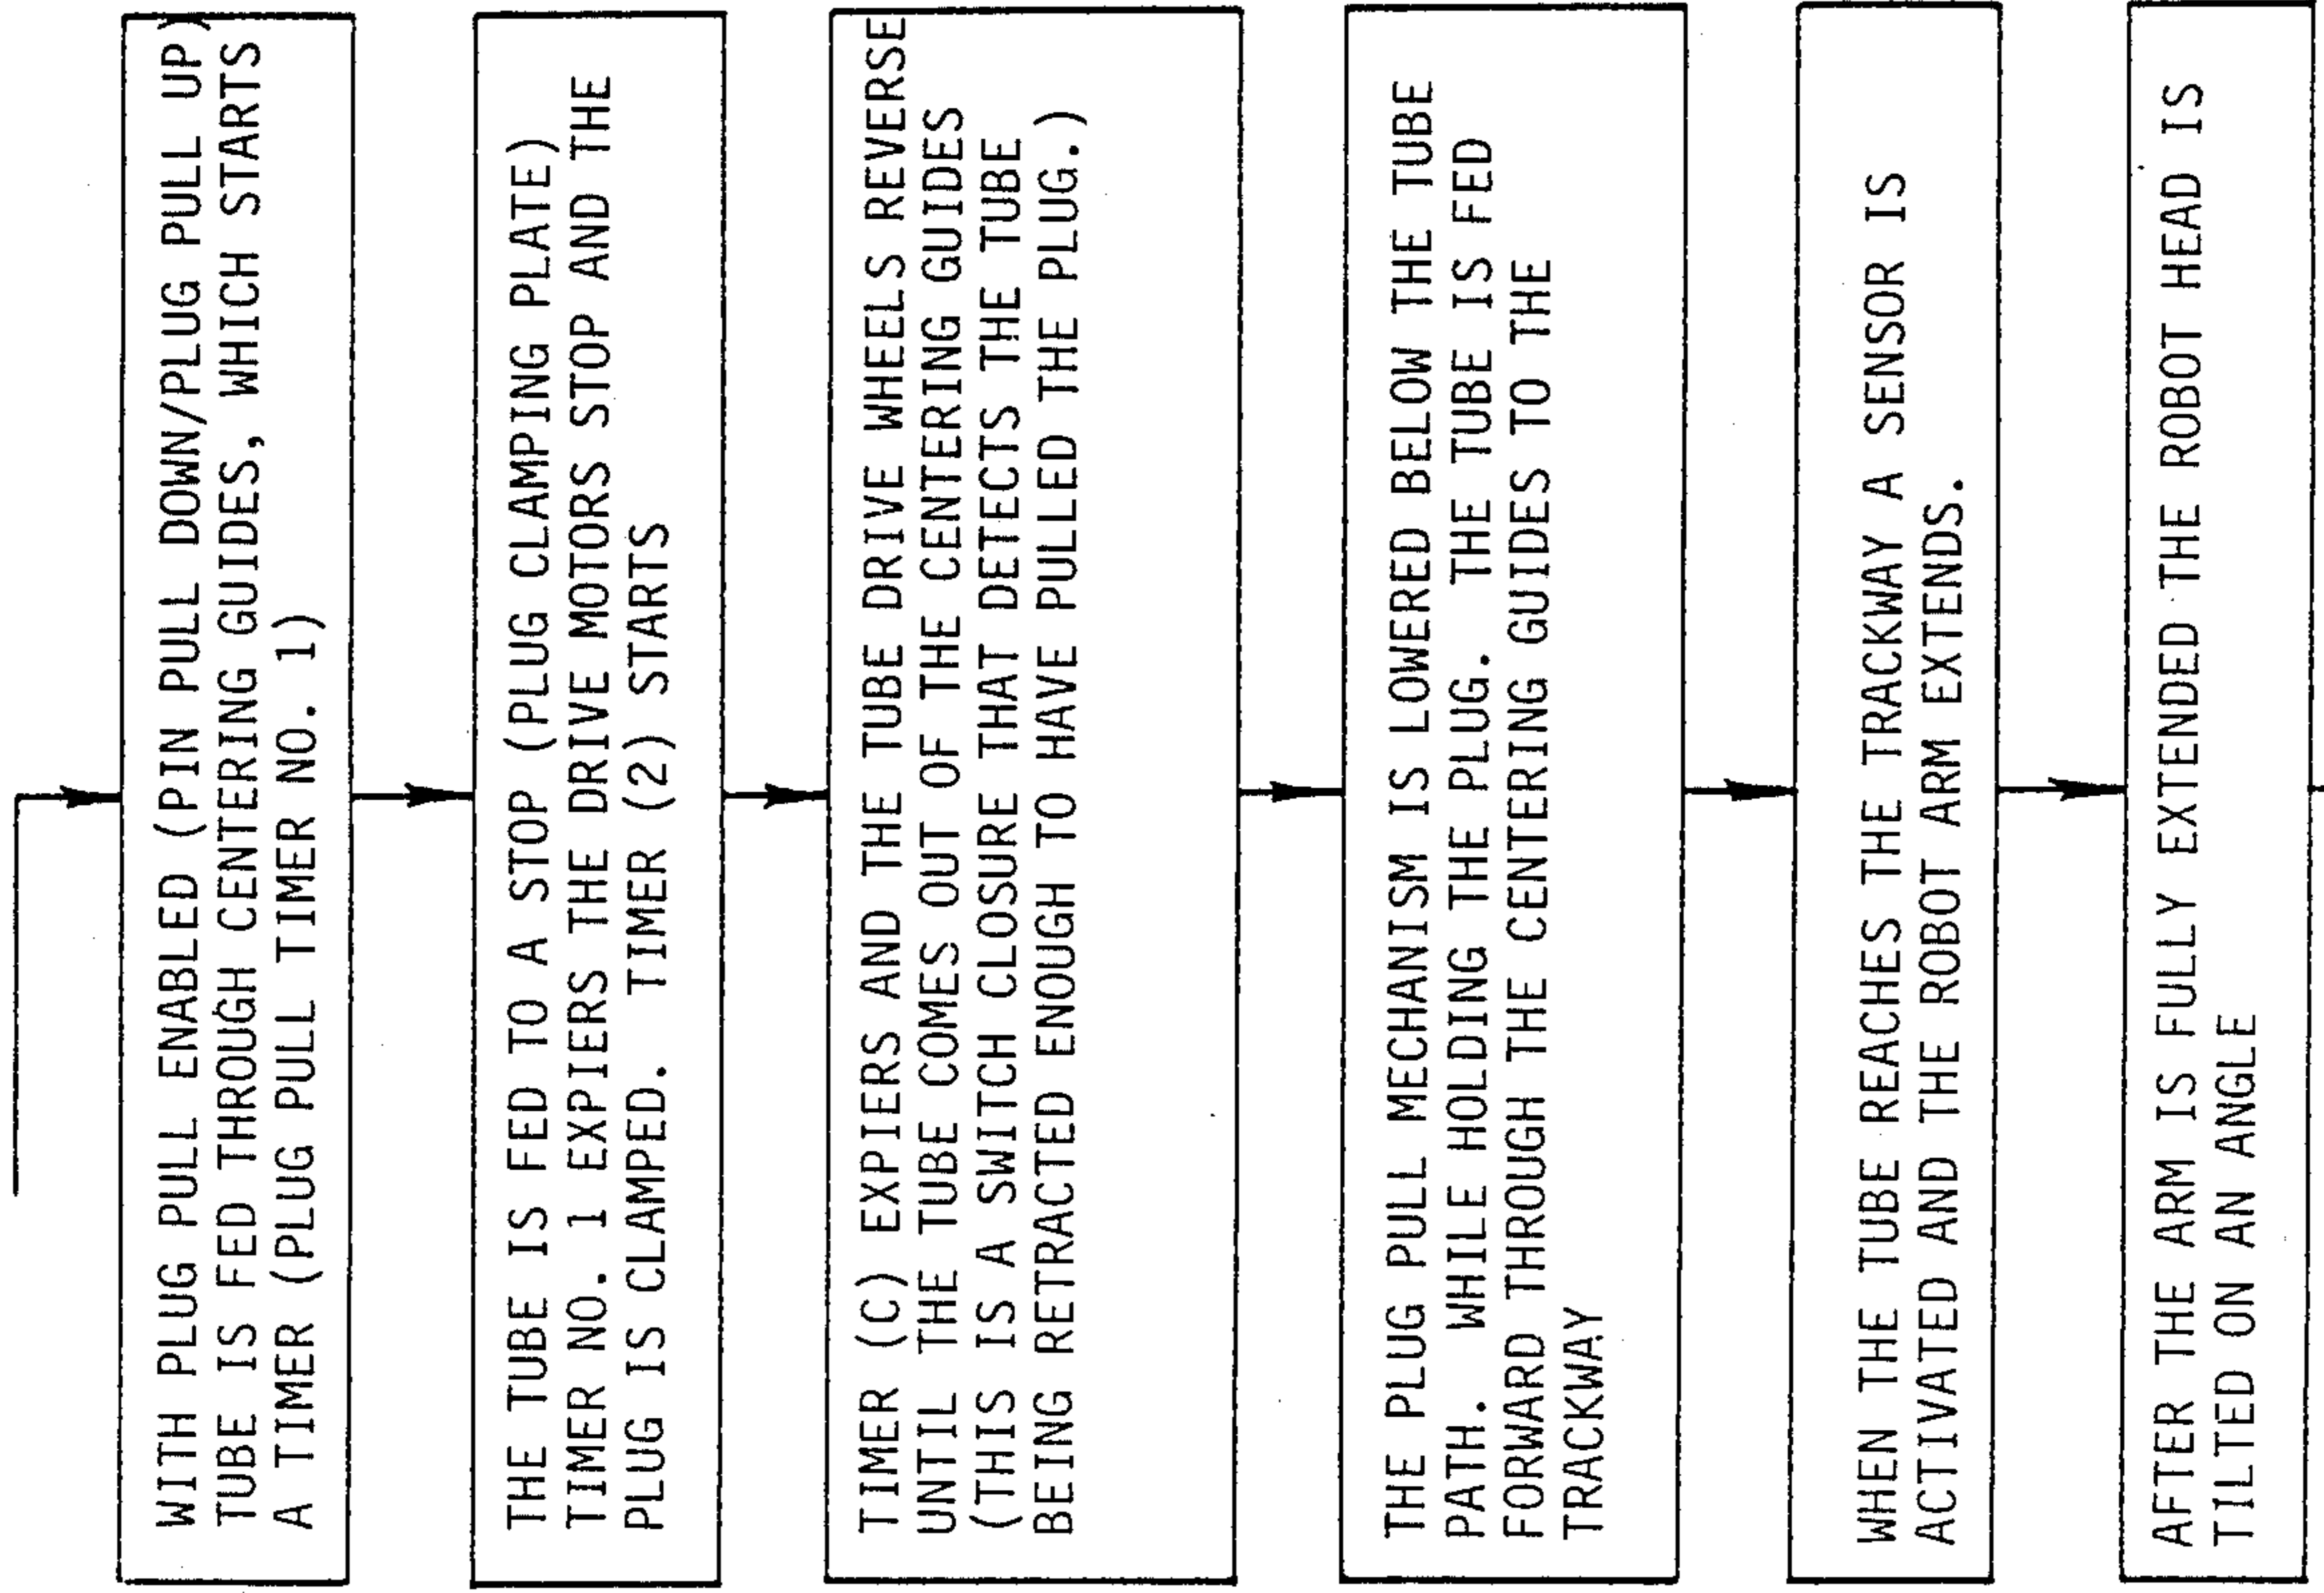 WITH PLUG PULL ENABLED (PIN PULL DOWN/PLUG PULL UP)
TUBE IS FED THROUGH CENTERING GUIDES, WHICH STARTS
A TIMER (PLUG PULL TIMER NO. 1)
THE TUBE IS FED TO A STOP (PLUG CLAMPING PLATE)
TIMER NO. 1 EXPIERS THE DRIVE MOTORS STOP AND THE
PLUG IS CLAMPED. TIMER (2) STARTS
TIMER (C) EXPIERS AND THE TUBE DRIVE WHEELS REVERSE
UNTIL THE TUBE COMES OUT OF THE CENTERING GUIDES
(THIS IS A SWITCH CLOSURE THAT DETECTS THE TUBE
BEING RETRACTED ENOUGH TO HAVE PULLED THE PLUG.)
THE PLUG PULL MECHANISM IS LOWERED BELOW THE TUBE
PATH. WHILE HOLDING THE PLUG. THE TUBE IS FED
FORWARD THROUGH THE CENTERING GUIDES TO THE
TRACKWAY
WHEN THE TUBE REACHES THE TRACKWAY A SENSOR IS
ACTIVATED AND THE ROBOT ARM EXTENDS.
AFTER THE ARM IS FULLY EXTENDED THE ROBOT HEAD IS
TILTED ON AN ANGLE